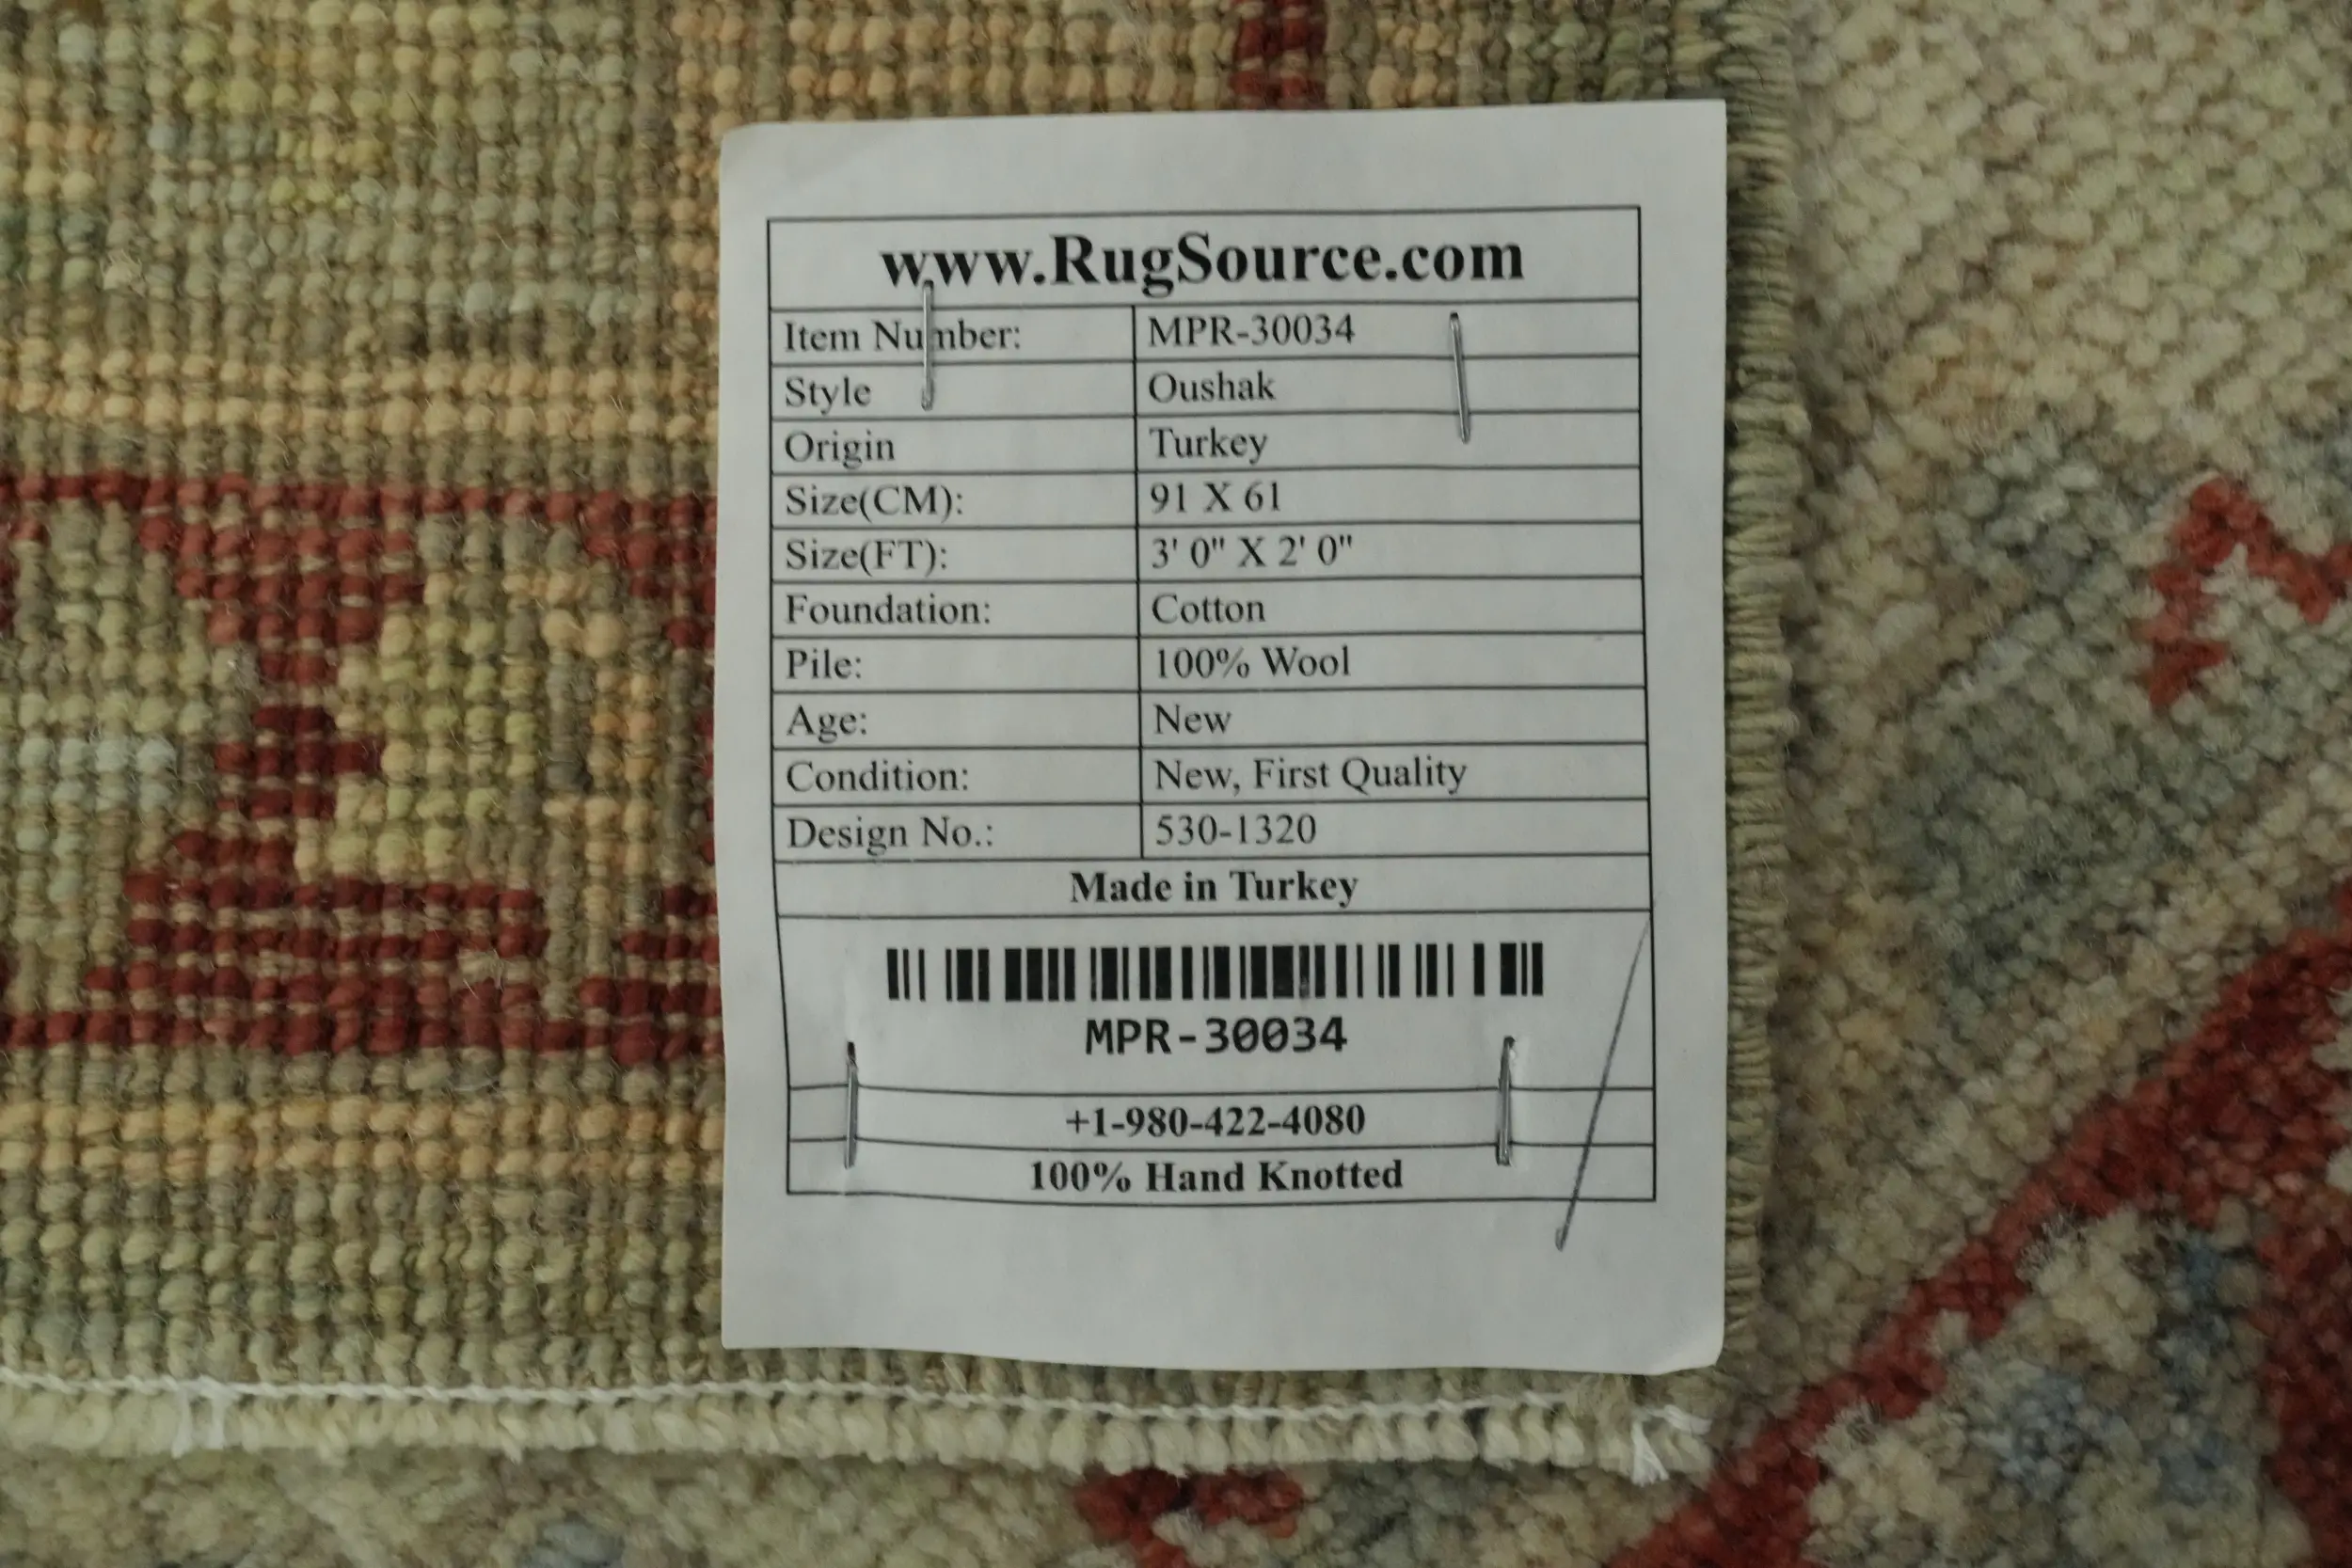 www.RugSource.com
Item Number: MPR-30034
Style Oushak
Origin Turkey
Size(CM): 91 X 61
Size(FT): 3' 0" X 2' 0"
Foundation: Cotton
Pile: 100% Wool
Age: New
Condition: New, First Quality
Design No.: 530-1320
Made in Turkey
MPR-30034
+1-980-422-4080
100% Hand Knotted